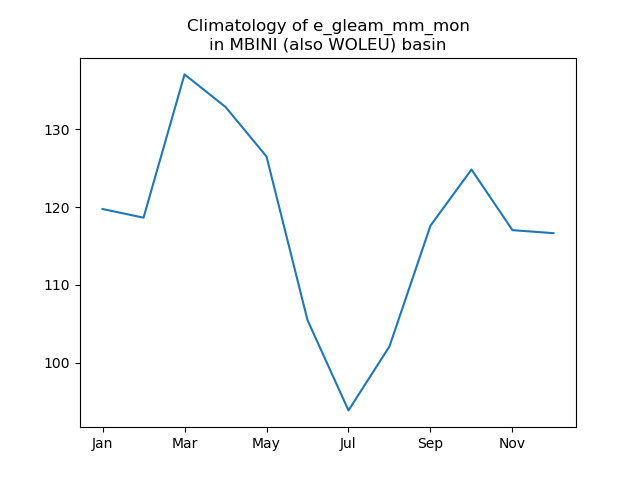 Climatology of e_gleam_mm_mon
in MBINI (also WOLEU) basin
130
120
110
100
Jan Mar May Jul Sep Nov